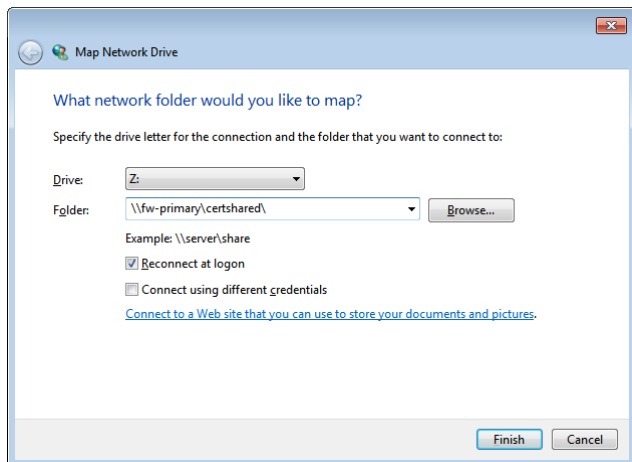 Map Network Drive
What network folder would you like to map?
Specify the drive letter for the connection and the folder that you want to connect to:
Drive: Z:
Folder: \\fw-primary\certshared\ Browse...
Example: \\server\share
Reconnect at logon
Connect using different credentials
Connect to a Web site that you can use to store your documents and pictures.
Finish Cancel